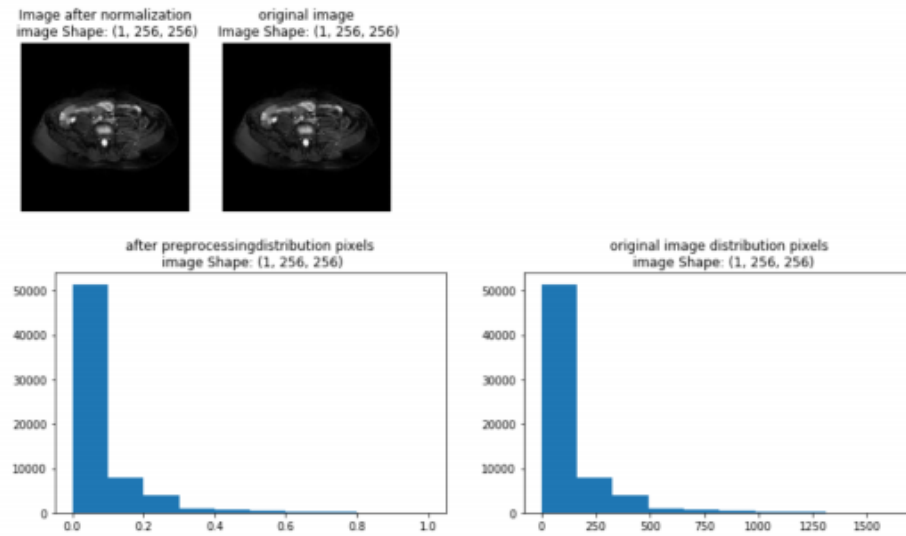 Image after normalization
image Shape: (1, 256, 256)
original image
Image Shape: (1, 256, 256)
after preprocessingdistribution pixels
image Shape: (1, 256, 256)
50000
40000
30000
20000
10000
0
0.0 0.2 0.4 0.6 0.8 1.0
original image distribution pixels
image Shape: (1, 256, 256)
50000
40000
30000
20000
10000
0
0 250 500 750 1000 1250 1500